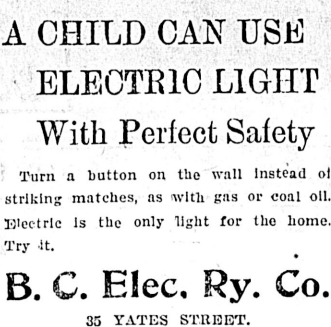 A CHILD CAN USE
ELECTRIC LIGHT
With Perfect Safety
Turn a button on the wall instead of
striking matches, as with gas or coal oil.
Electric is the only light for the home.
Try it.
B. C. Elec. Ry. Co.
35 YATES STREET.